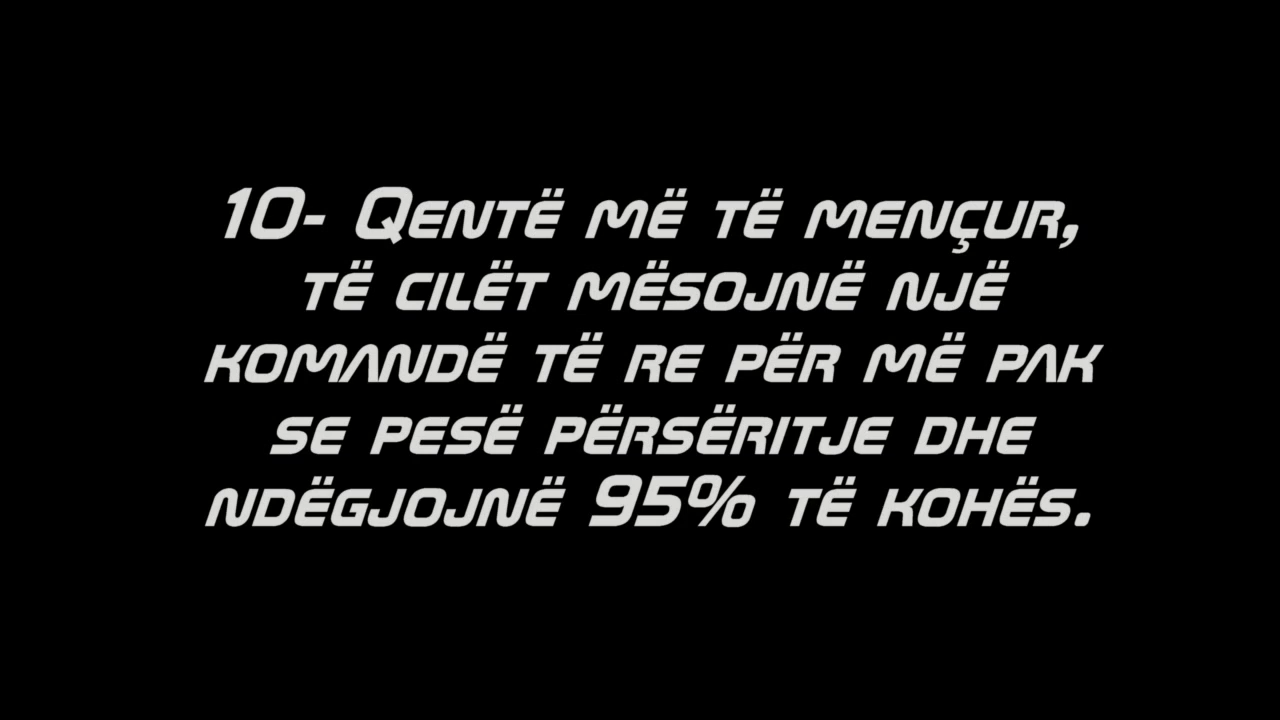 10- Qentë më të mençur,
të cilët mësojnë një
komandë të re për më pak
se pesë përsëritje dhe
ndëgjojnë 95% të kohës.